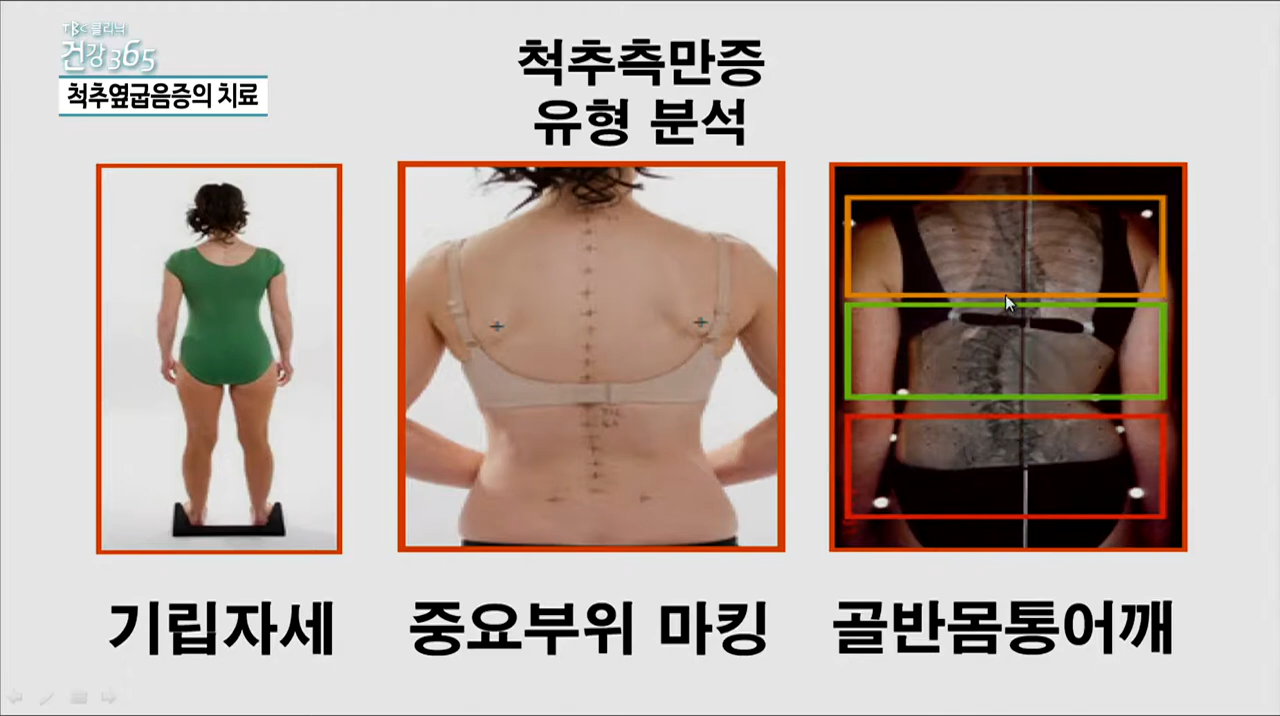 TBC 클리닉
건강365
척추옆굽음증의 치료
척추측만증
유형 분석
기립자세
중요부위 마킹
골반몸통어깨